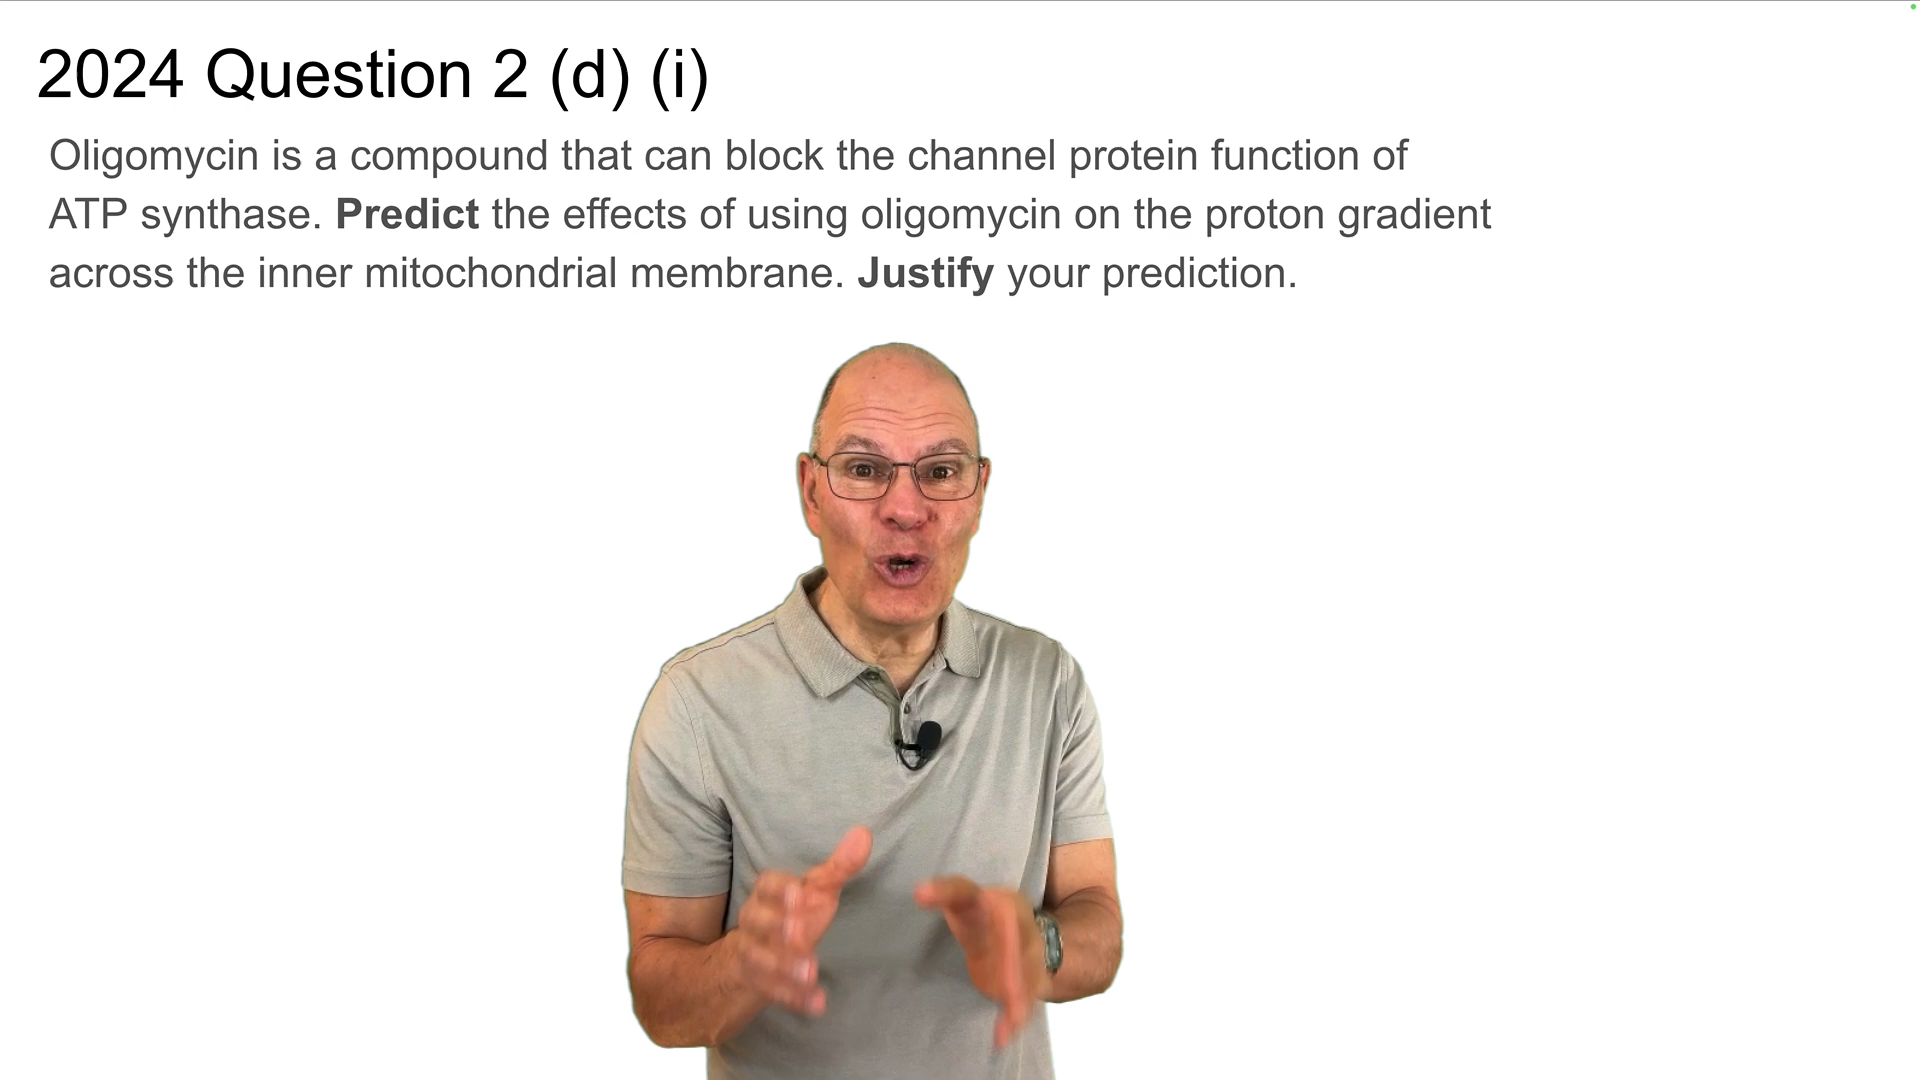 2024 Question 2 (d) (i)
Oligomycin is a compound that can block the channel protein function of
ATP synthase. Predict the effects of using oligomycin on the proton gradient
across the inner mitochondrial membrane. Justify your prediction.